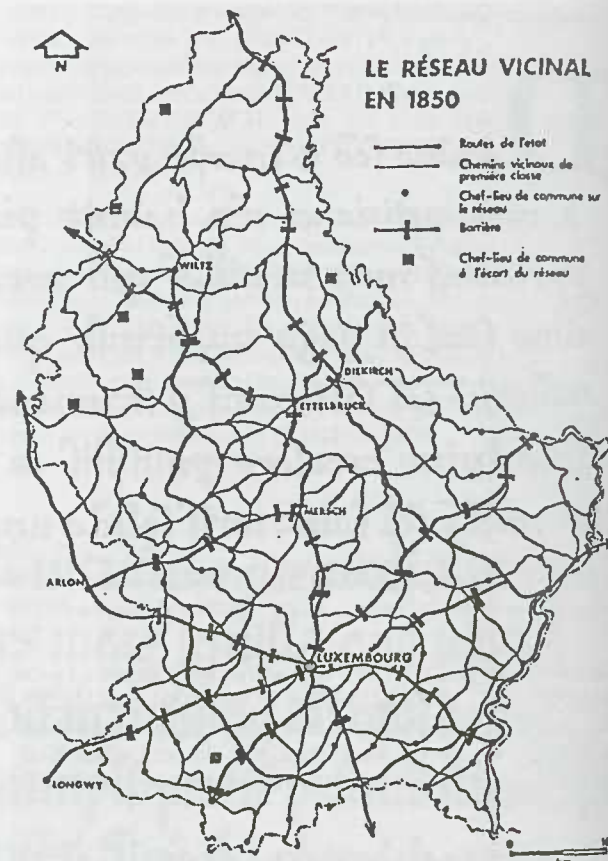 N
LE RÉSEAU VICINAL
EN 1850
Routes de l'etat
Chemins vicinaux de
première classe
Chef-lieu de commune sur
le réseau
Barrière
Chef-lieu de commune
à l'écart du réseau
WILTZ
DIEKIRCH
ETTELBRUCK
MERSCH
ARLON
LUXEMBOURG
LONGWY